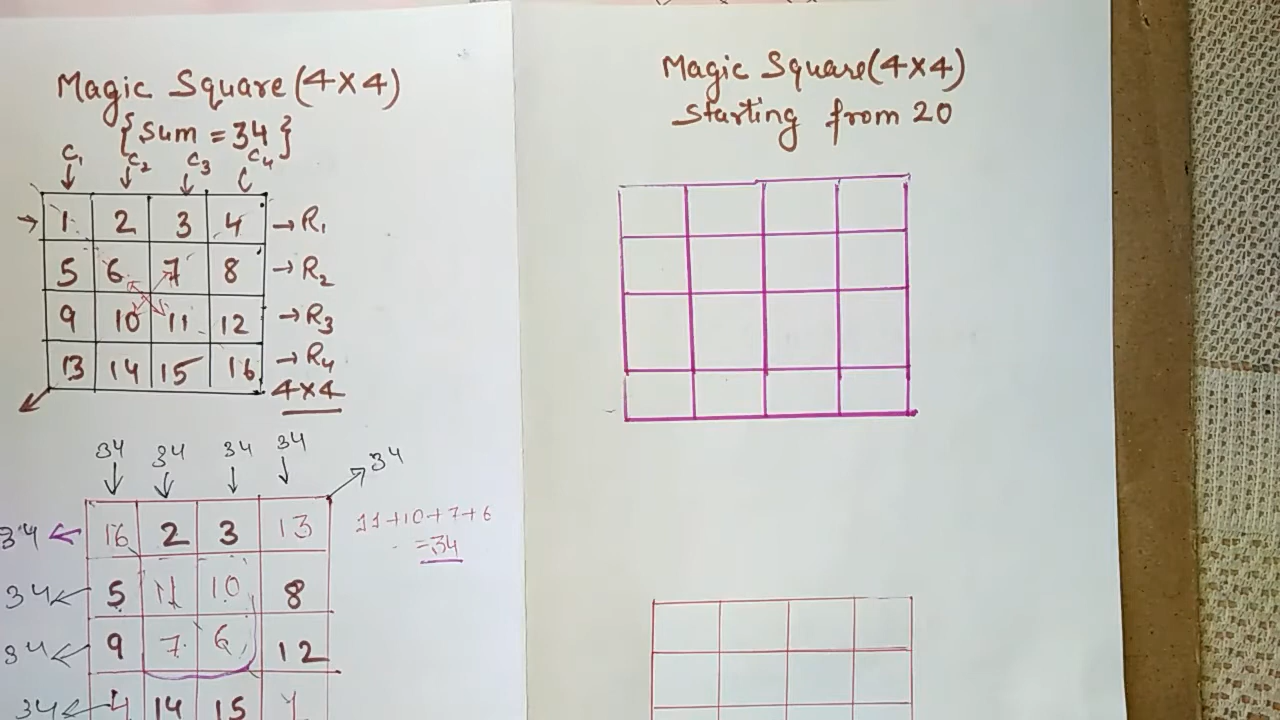 Magic Square (4×4)
{Sum = 34}
C1 C2 C3 C4
1 2 3 4 → R1
5 6 7 8 → R2
9 10 11 12 → R3
13 14 15 16 → R4
4×4
34 34 34 34 34
34 16 2 3 13
11+10+7+6
=34
34 5 11 10 8
34 9 7 6 12
34 4 14 15 1
Magic Square (4×4)
Starting from 20